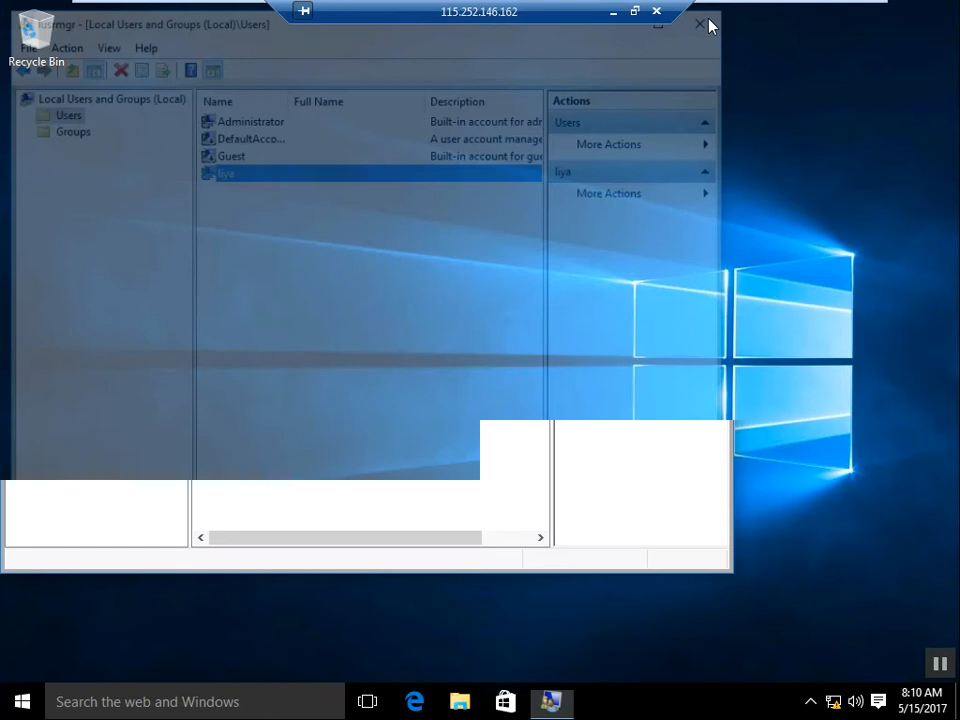 115.252.146.162
lusrmgr - [Local Users and Groups (Local)\Users]
File Action View Help
Recycle Bin
Local Users and Groups (Local)
Users
Groups
Name Full Name Description
Administrator Built-in account for adr
DefaultAcco... A user account manage
Guest Built-in account for gue
liya
Actions
Users
More Actions
liya
More Actions
Search the web and Windows
8:10 AM
5/15/2017